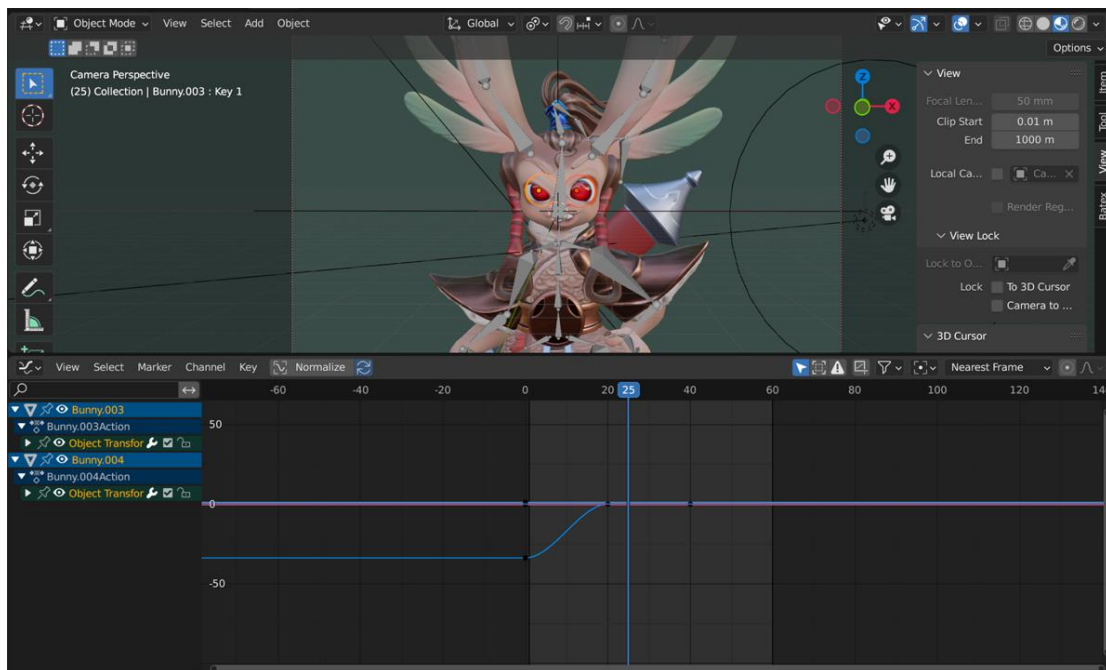 Object Mode View Select Add Object Global
Options
Camera Perspective
(25) Collection | Bunny.003 : Key 1
Z
X
View
Focal Len... 50 mm
Clip Start 0.01 m
End 1000 m
Local Ca... Ca...
Render Reg...
View Lock
Lock to O...
Lock To 3D Cursor
Camera to ...
3D Cursor
Item
Tool
View
Batex
View Select Marker Channel Key Normalize Nearest Frame
-60 -40 -20 0 20 25 40 60 80 100 120 14
Bunny.003
Bunny.003Action
Object Transfor
Bunny.004
Bunny.004Action
Object Transfor
50
0
-50